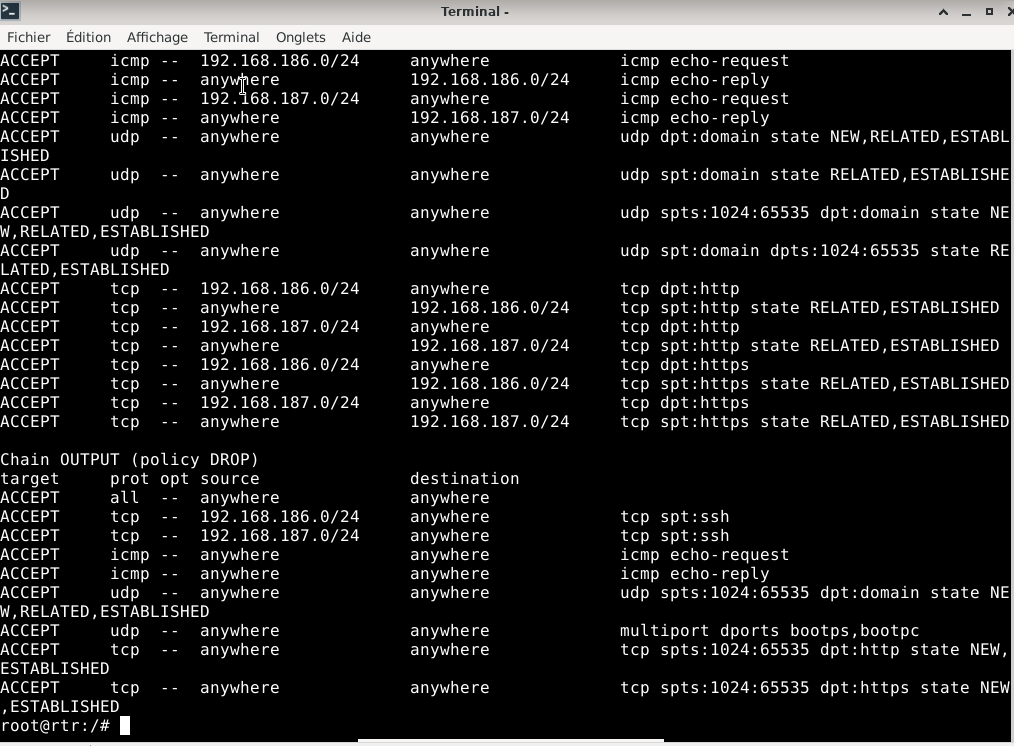 Terminal -
Fichier Édition Affichage Terminal Onglets Aide
ACCEPT     icmp --  192.168.186.0/24     anywhere             icmp echo-request
ACCEPT     icmp --  anywhere             192.168.186.0/24     icmp echo-reply
ACCEPT     icmp --  192.168.187.0/24     anywhere             icmp echo-request
ACCEPT     icmp --  anywhere             192.168.187.0/24     icmp echo-reply
ACCEPT     udp  --  anywhere             anywhere             udp dpt:domain state NEW,RELATED,ESTABL
ISHED
ACCEPT     udp  --  anywhere             anywhere             udp spt:domain state RELATED,ESTABLISHE
D
ACCEPT     udp  --  anywhere             anywhere             udp spts:1024:65535 dpt:domain state NE
W,RELATED,ESTABLISHED
ACCEPT     udp  --  anywhere             anywhere             udp spt:domain dpts:1024:65535 state RE
LATED,ESTABLISHED
ACCEPT     tcp  --  192.168.186.0/24     anywhere             tcp dpt:http
ACCEPT     tcp  --  anywhere             192.168.186.0/24     tcp spt:http state RELATED,ESTABLISHED
ACCEPT     tcp  --  192.168.187.0/24     anywhere             tcp dpt:http
ACCEPT     tcp  --  anywhere             192.168.187.0/24     tcp spt:http state RELATED,ESTABLISHED
ACCEPT     tcp  --  192.168.186.0/24     anywhere             tcp dpt:https
ACCEPT     tcp  --  anywhere             192.168.186.0/24     tcp spt:https state RELATED,ESTABLISHED
ACCEPT     tcp  --  192.168.187.0/24     anywhere             tcp dpt:https
ACCEPT     tcp  --  anywhere             192.168.187.0/24     tcp spt:https state RELATED,ESTABLISHED
Chain OUTPUT (policy DROP)
target     prot opt source               destination
ACCEPT     all  --  anywhere             anywhere
ACCEPT     tcp  --  192.168.186.0/24     anywhere             tcp spt:ssh
ACCEPT     tcp  --  192.168.187.0/24     anywhere             tcp spt:ssh
ACCEPT     icmp --  anywhere             anywhere             icmp echo-request
ACCEPT     icmp --  anywhere             anywhere             icmp echo-reply
ACCEPT     udp  --  anywhere             anywhere             udp spts:1024:65535 dpt:domain state NE
W,RELATED,ESTABLISHED
ACCEPT     udp  --  anywhere             anywhere             multiport dports bootps,bootpc
ACCEPT     tcp  --  anywhere             anywhere             tcp spts:1024:65535 dpt:http state NEW,
ESTABLISHED
ACCEPT     tcp  --  anywhere             anywhere             tcp spts:1024:65535 dpt:https state NEW
,ESTABLISHED
root@rtr:/#